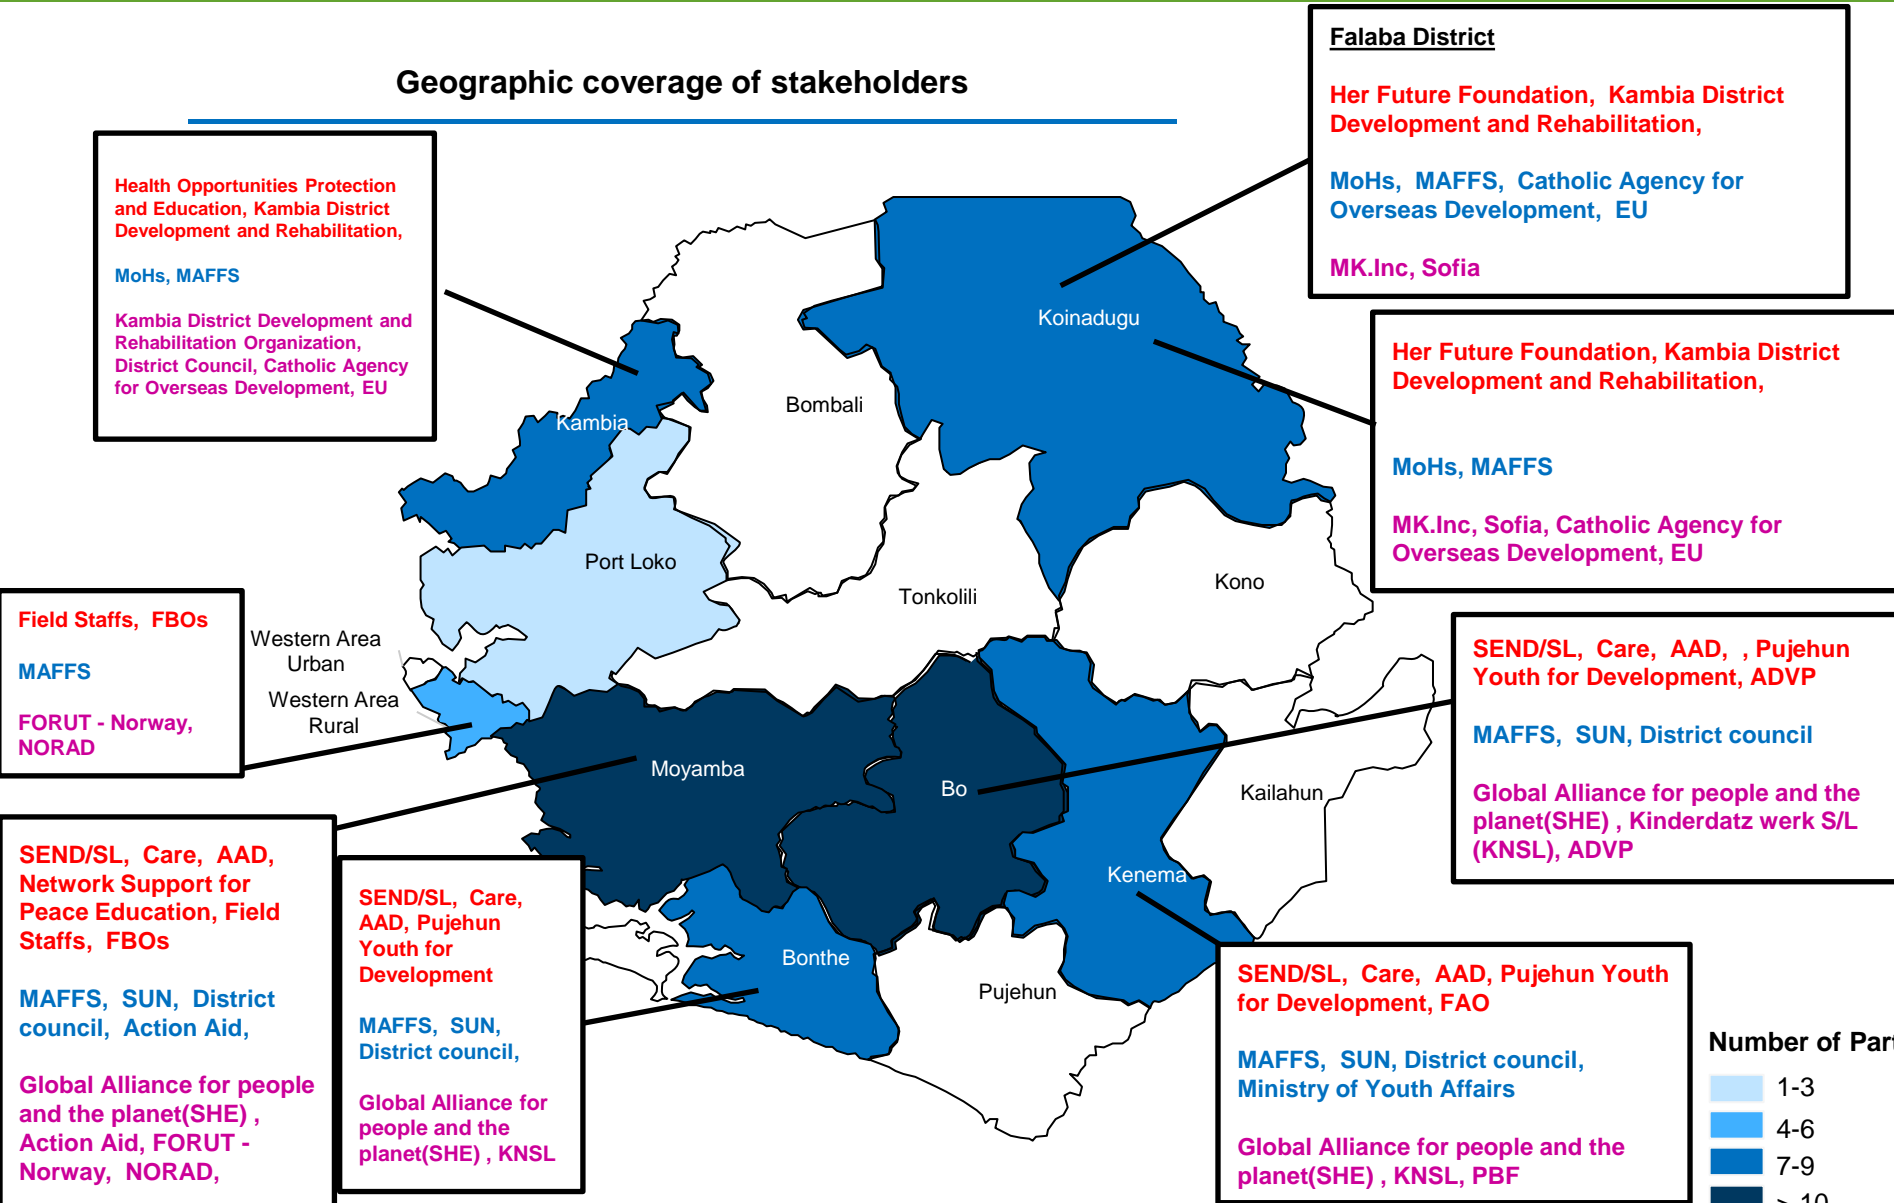 Geographic coverage of stakeholders
Falaba District
Her Future Foundation, Kambia District
Development and Rehabilitation,
MoHs, MAFFS, Catholic Agency for
Overseas Development, EU
MK.Inc, Sofia
Health Opportunities Protection
and Education, Kambia District
Development and Rehabilitation,
MoHs, MAFFS
Kambia District Development and
Rehabilitation Organization,
District Council, Catholic Agency
for Overseas Development, EU
Her Future Foundation, Kambia District
Development and Rehabilitation,
MoHs, MAFFS
MK.Inc, Sofia, Catholic Agency for
Overseas Development, EU
Koinadugu
Bombali
Kambia
Port Loko
Tonkolili
Kono
Western Area
Urban
Western Area
Rural
Moyamba
Bo
Kailahun
Kenema
Bonthe
Pujehun
Field Staffs, FBOs
MAFFS
FORUT - Norway,
NORAD
SEND/SL, Care, AAD, , Pujehun
Youth for Development, ADVP
MAFFS, SUN, District council
Global Alliance for people and the
planet(SHE) , Kinderdatz werk S/L
(KNSL), ADVP
SEND/SL, Care, AAD,
Network Support for
Peace Education, Field
Staffs, FBOs
MAFFS, SUN, District
council, Action Aid,
Global Alliance for people
and the planet(SHE) ,
Action Aid, FORUT -
Norway, NORAD,
SEND/SL, Care,
AAD, Pujehun
Youth for
Development
MAFFS, SUN,
District council,
Global Alliance for
people and the
planet(SHE) , KNSL
SEND/SL, Care, AAD, Pujehun Youth
for Development, FAO
MAFFS, SUN, District council,
Ministry of Youth Affairs
Global Alliance for people and the
planet(SHE) , KNSL, PBF
Number of Part
1-3
4-6
7-9
> 10